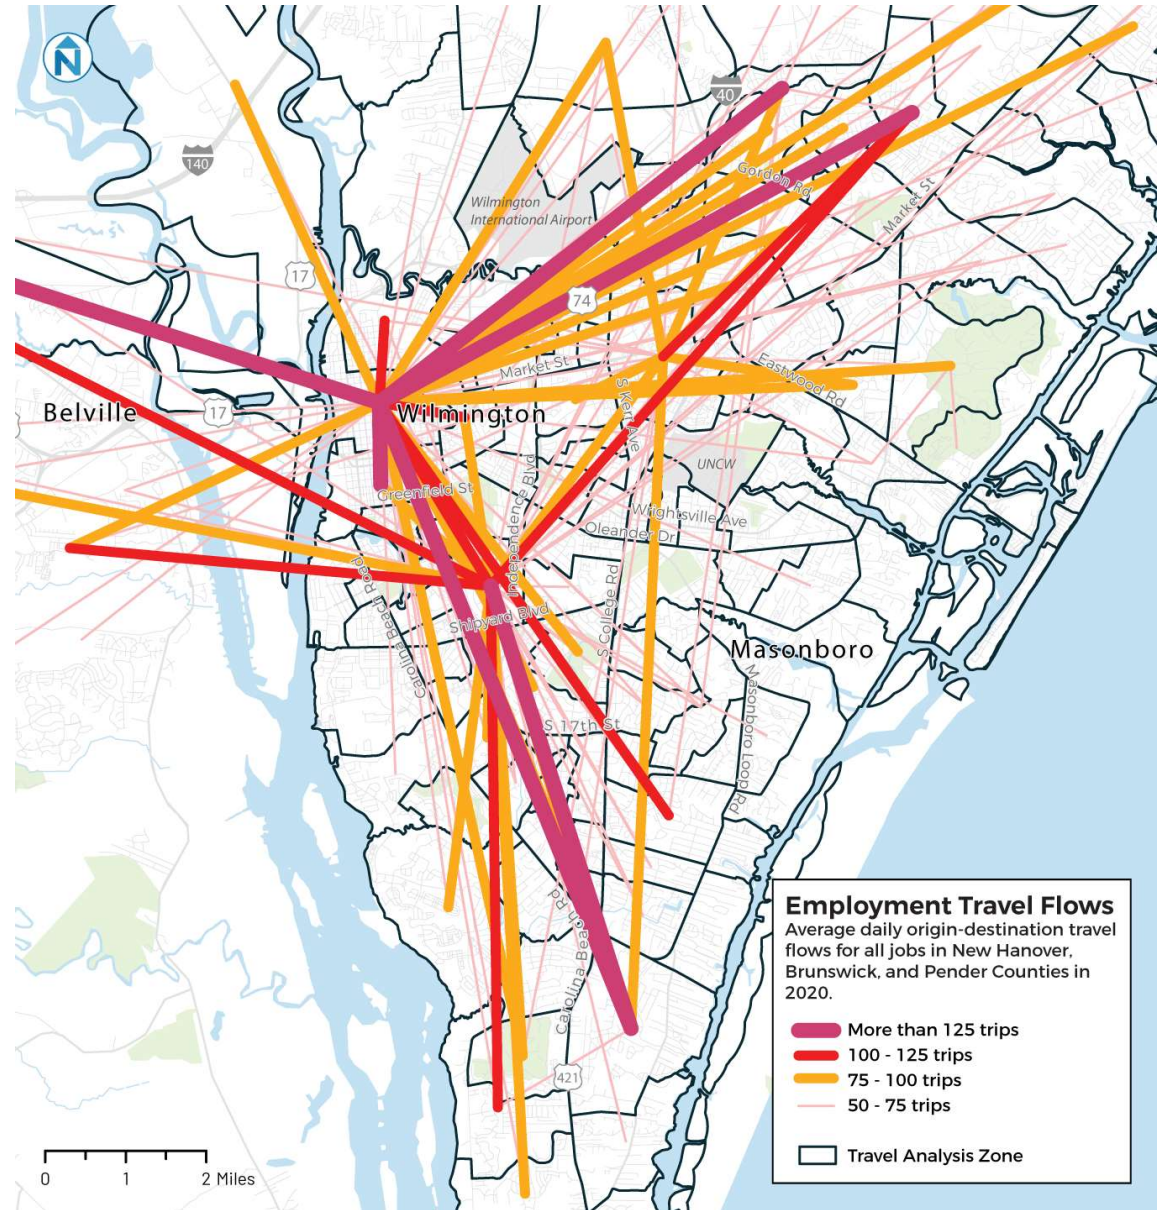 N
40
140
Gordon Rd
Market St
Wilmington
International Airport
17
74
Market St
Eastwood Rd
S Kerr Ave
Belville
17
Wilmington
UNCW
Greenfield St
Independence Blvd
Wrightsville Ave
Oleander Dr
Carolina Beach Road
S College Rd
Shipyard Blvd
Masonboro
Masonboro Loop Rd
S 17th St
Carolina Beach Rd
421
Employment Travel Flows
Average daily origin-destination travel
flows for all jobs in New Hanover,
Brunswick, and Pender Counties in
2020.
More than 125 trips
100 - 125 trips
75 - 100 trips
50 - 75 trips
Travel Analysis Zone
0 1 2 Miles